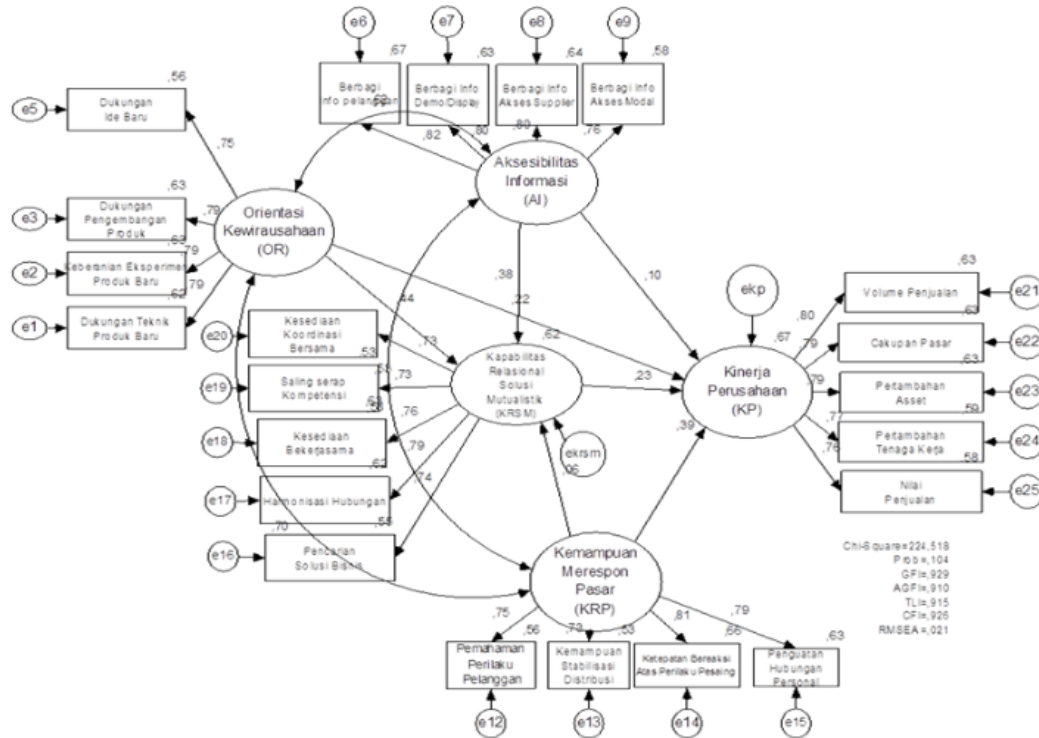 e6
e7
e8
e9
,67
,63
,64
,58
Berbagi
Info pelanggan
Berbagi Info
Demo/Display
Berbagi Info
Akses Suppler
Berbagi Info
Akses Modal
,82
,80
,80
,76
Aksesibilitas
Informasi
(AI)
,56
e5
Dukungan
Ide Baru
,75
,63
e3
Dukungan
Pengembangan
Produk
,79
,63
e2
Keberanian Eksperimen
Produk Baru
,79
,62
e1
Dukungan Teknik
Produk Baru
,79
Orientasi
Kewirausahaan
(OR)
,38
,10
,44
,22
,62
e20
Kesediaan
Koordinasi
Bersama
,53
,73
e19
Saling serap
Kompetensi
,73
e18
Kesediaan
Bekerjasama
,76
,62
e17
Harmonisasi Hubungan
,79
,55
e16
Pencarian
Solusi Bisnis
,74
,70
Kapabilitas
Relasional
Solusi
Mutualistik
(KRSM)
,23
ekrsm
,96
ekp
,67
Kinerja
Perusahaan
(KP)
,39
,63
Volume Penjualan
e21
,80
,63
Cakupan Pasar
e22
,79
,63
Pertambahan
Asset
e23
,79
,59
Pertambahan
Tenaga Kerja
e24
,77
,58
Nilai
Penjualan
e25
,76
Kemampuan
Merespon
Pasar
(KRP)
,75
,56
,73
,53
,81
,66
,79
,63
Pemahaman
Perilaku
Pelanggan
Kemampuan
Stabilisasi
Distribusi
Ketepatan Bereaksi
Atas Perilaku Pesaing
Penguatan
Hubungan
Personal
e12
e13
e14
e15
Chi-Square=224,518
Prob=,104
GFI=,929
AGFI=,910
TLI=,915
CFI=,926
RMSEA=,021